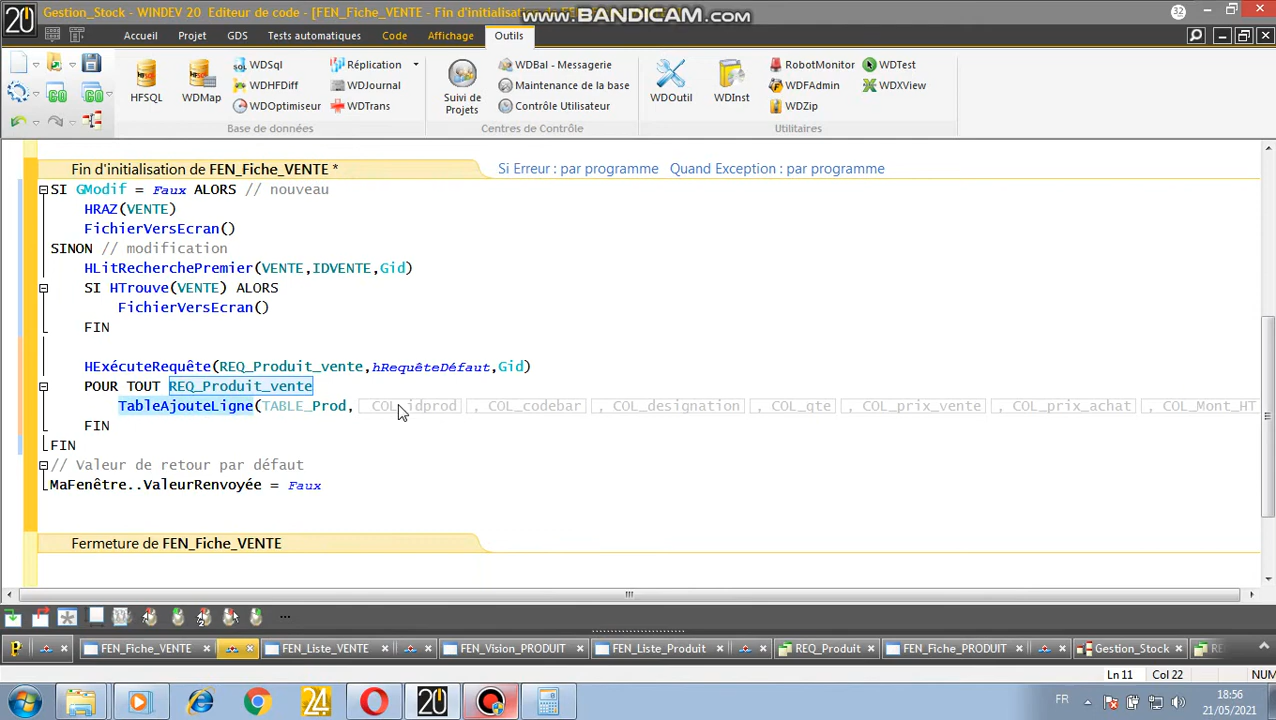 Gestion_Stock - WINDEV 20 Editeur de code - [FEN_Fiche_VENTE - Fin d'initialisation de
www.BANDICAM.com
32
20
Accueil Projet GDS Tests automatiques Code Affichage Outils
HFSQL
WDMap
WDSql
WDHFDiff
WDOptimiseur
Réplication
WDJournal
WDTrans
Base de données
Suivi de Projets
WDBal - Messagerie
Maintenance de la base
Contrôle Utilisateur
Centres de Contrôle
WDOutil
WDInst
RobotMonitor
WDFAdmin
WDZip
WDTest
WDXView
Utilitaires
Fin d'initialisation de FEN_Fiche_VENTE * Si Erreur : par programme Quand Exception : par programme
SI GModif = Faux ALORS // nouveau
HRAZ(VENTE)
FichierVersEcran()
SINON // modification
HLitRecherchePremier(VENTE,IDVENTE,Gid)
SI HTrouve(VENTE) ALORS
FichierVersEcran()
FIN
HExécuteRequête(REQ_Produit_vente,hRequêteDéfaut,Gid)
POUR TOUT REQ_Produit_vente
TableAjouteLigne(TABLE_Prod, COL_idprod , COL_codebar , COL_designation , COL_qte , COL_prix_vente , COL_prix_achat , COL_Mont_HT
FIN
FIN
// Valeur de retour par défaut
MaFenêtre..ValeurRenvoyée = Faux
Fermeture de FEN_Fiche_VENTE
FEN_Fiche_VENTE FEN_Liste_VENTE FEN_Vision_PRODUIT FEN_Liste_Produit REQ_Produit FEN_Fiche_PRODUIT Gestion_Stock
Ln 11 Col 22 NUM
FR 18:56
21/05/2021